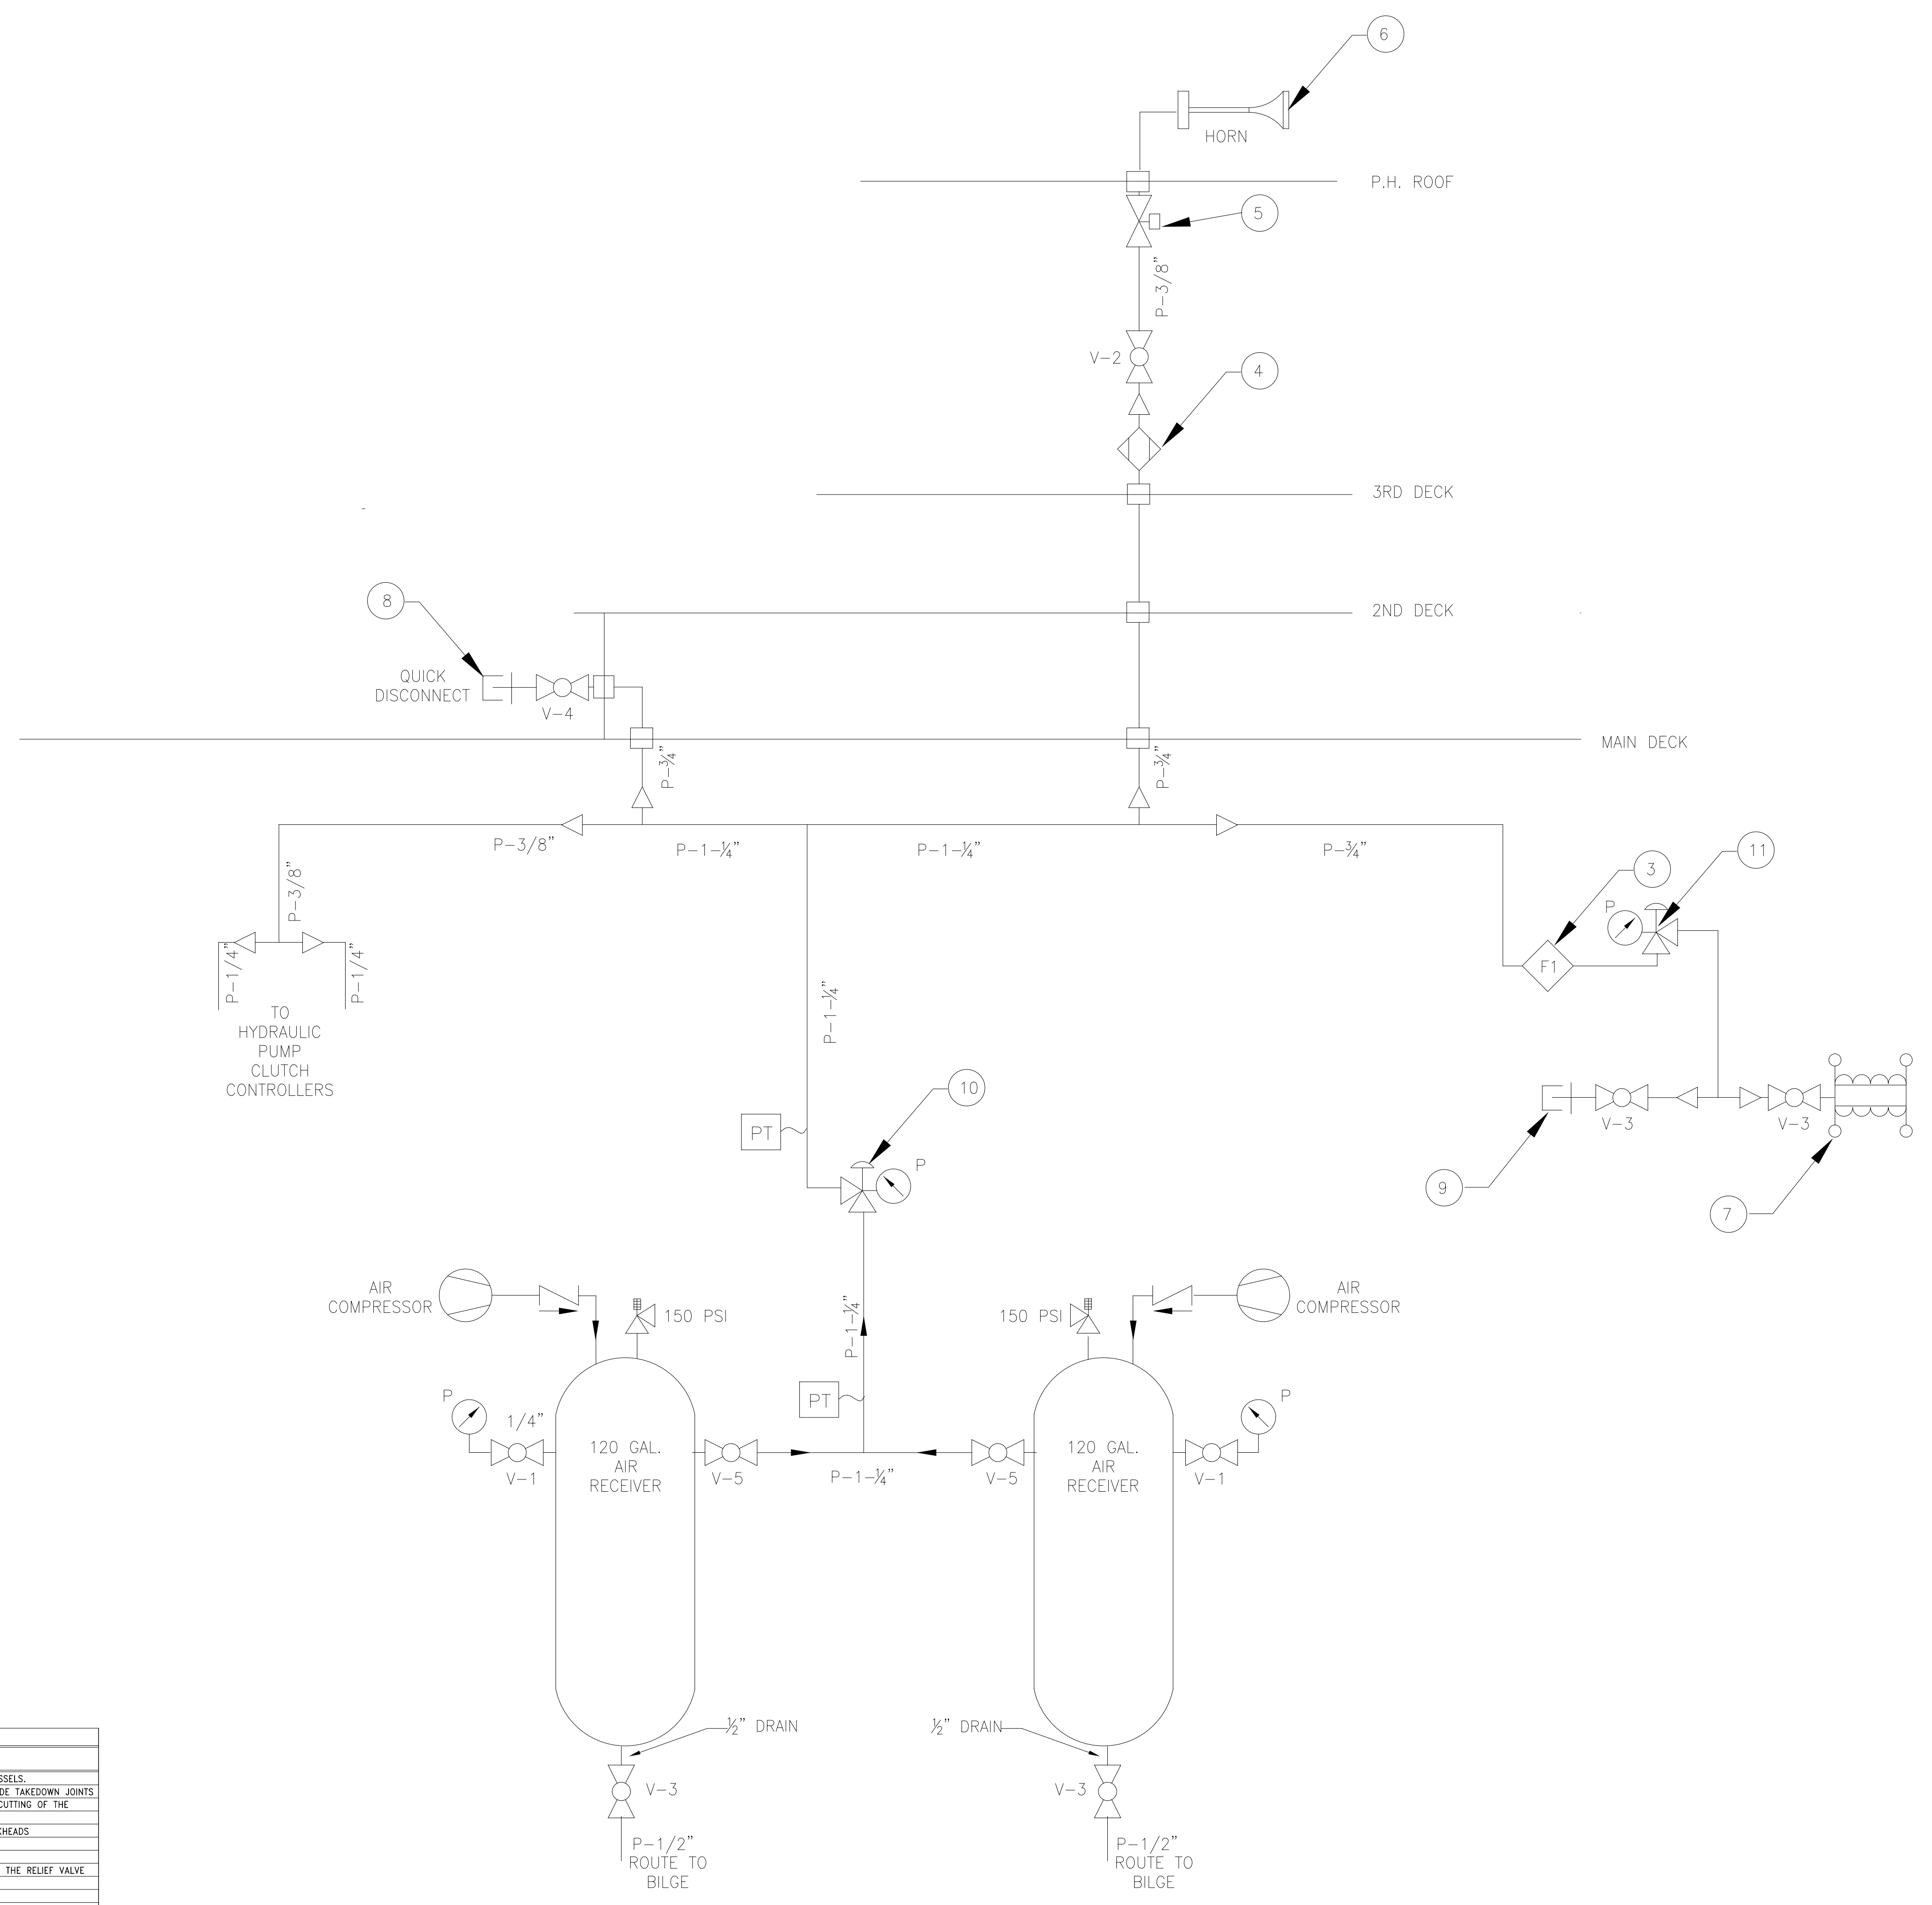 6
HORN
P.H. ROOF
5
P-3/8"
V-2
4
3RD DECK
8
2ND DECK
QUICK
DISCONNECT
V-4
MAIN DECK
P-¾"
P-¾"
P-3/8"
P-1-¼"
P-1-¼"
P-¾"
11
3
P-3/8"
P
F1
P-1/4"
P-1/4"
TO
HYDRAULIC
PUMP
CLUTCH
CONTROLLERS
P-1-¼"
10
PT
P
V-3
V-3
9
7
AIR
COMPRESSOR
150 PSI
P-1-¼"
150 PSI
AIR
COMPRESSOR
P
1/4"
PT
P
120 GAL.
AIR
RECEIVER
120 GAL.
AIR
RECEIVER
V-1
V-5
P-1-¼"
V-5
V-1
½" DRAIN
½" DRAIN
V-3
V-3
P-1/2"
ROUTE TO
BILGE
P-1/2"
ROUTE TO
BILGE
SSELS.
DE TAKEDOWN JOINTS
CUTTING OF THE
KHEADS
THE RELIEF VALVE